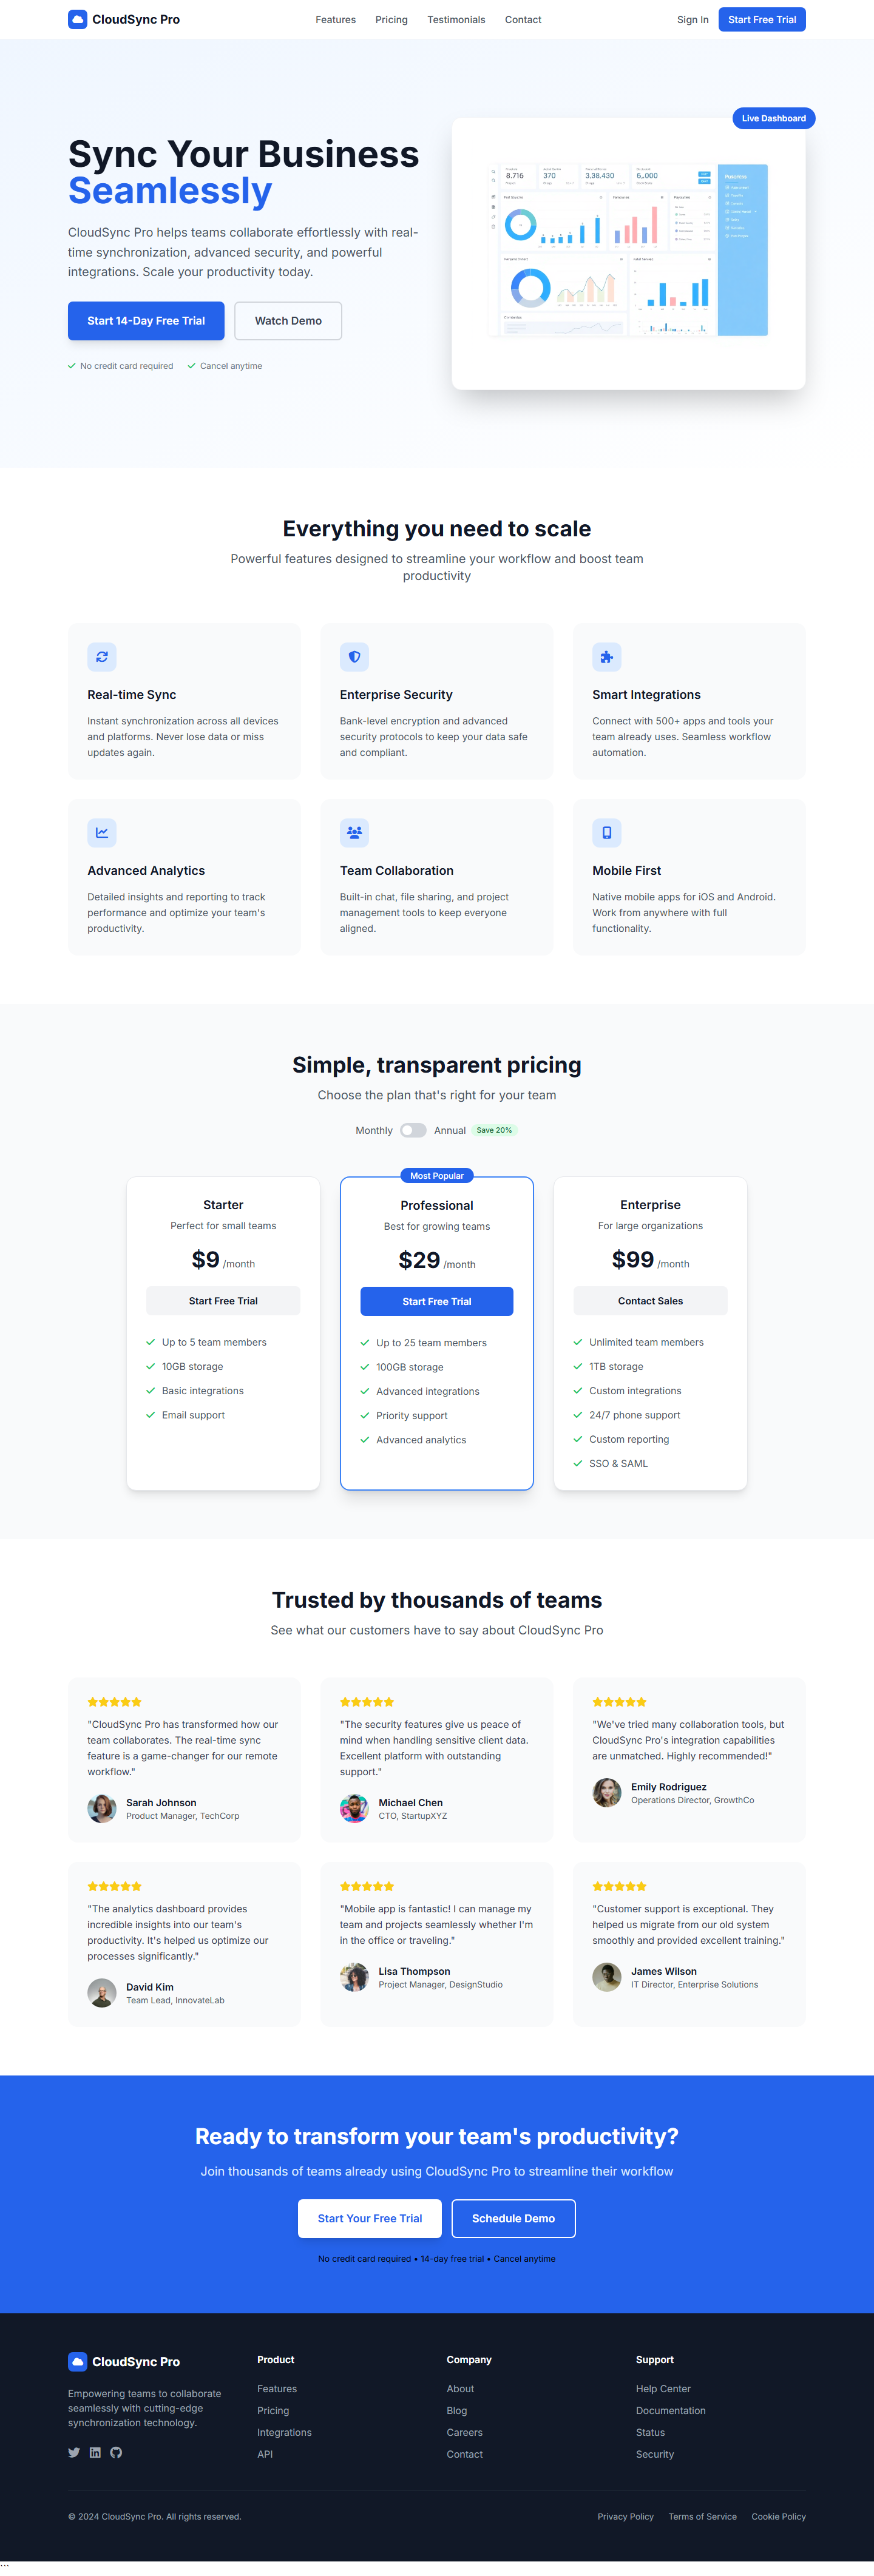 CloudSync Pro
Features
Pricing
Testimonials
Contact
Sign In
Start Free Trial
Sync Your Business
Seamlessly
CloudSync Pro helps teams collaborate effortlessly with real-
time synchronization, advanced security, and powerful
integrations. Scale your productivity today.
Start 14-Day Free Trial
Watch Demo
No credit card required
Cancel anytime
Live Dashboard
8.716
370
3,38.430
Everything you need to scale
Powerful features designed to streamline your workflow and boost team
productivity
Real-time Sync
Instant synchronization across all devices
and platforms. Never lose data or miss
updates again.
Enterprise Security
Bank-level encryption and advanced
security protocols to keep your data safe
and compliant.
Smart Integrations
Connect with 500+ apps and tools your
team already uses. Seamless workflow
automation.
Advanced Analytics
Detailed insights and reporting to track
performance and optimize your team's
productivity.
Team Collaboration
Built-in chat, file sharing, and project
management tools to keep everyone
aligned.
Mobile First
Native mobile apps for iOS and Android.
Work from anywhere with full
functionality.
Simple, transparent pricing
Choose the plan that's right for your team
Monthly
Annual
Save 20%
Starter
Perfect for small teams
$9 /month
Start Free Trial
Up to 5 team members
10GB storage
Basic integrations
Email support
Most Popular
Professional
Best for growing teams
$29 /month
Start Free Trial
Up to 25 team members
100GB storage
Advanced integrations
Priority support
Advanced analytics
Enterprise
For large organizations
$99 /month
Contact Sales
Unlimited team members
1TB storage
Custom integrations
24/7 phone support
Custom reporting
SSO & SAML
Trusted by thousands of teams
See what our customers have to say about CloudSync Pro
"CloudSync Pro has transformed how our
team collaborates. The real-time sync
feature is a game-changer for our remote
workflow."
Sarah Johnson
Product Manager, TechCorp
"The security features give us peace of
mind when handling sensitive client data.
Excellent platform with outstanding
support."
Michael Chen
CTO, StartupXYZ
"We've tried many collaboration tools, but
CloudSync Pro's integration capabilities
are unmatched. Highly recommended!"
Emily Rodriguez
Operations Director, GrowthCo
"The analytics dashboard provides
incredible insights into our team's
productivity. It's helped us optimize our
processes significantly."
David Kim
Team Lead, InnovateLab
"Mobile app is fantastic! I can manage my
team and projects seamlessly whether I'm
in the office or traveling."
Lisa Thompson
Project Manager, DesignStudio
"Customer support is exceptional. They
helped us migrate from our old system
smoothly and provided excellent training."
James Wilson
IT Director, Enterprise Solutions
Ready to transform your team's productivity?
Join thousands of teams already using CloudSync Pro to streamline their workflow
Start Your Free Trial
Schedule Demo
No credit card required • 14-day free trial • Cancel anytime
CloudSync Pro
Empowering teams to collaborate
seamlessly with cutting-edge
synchronization technology.
Product
Features
Pricing
Integrations
API
Company
About
Blog
Careers
Contact
Support
Help Center
Documentation
Status
Security
© 2024 CloudSync Pro. All rights reserved.
Privacy Policy
Terms of Service
Cookie Policy
```